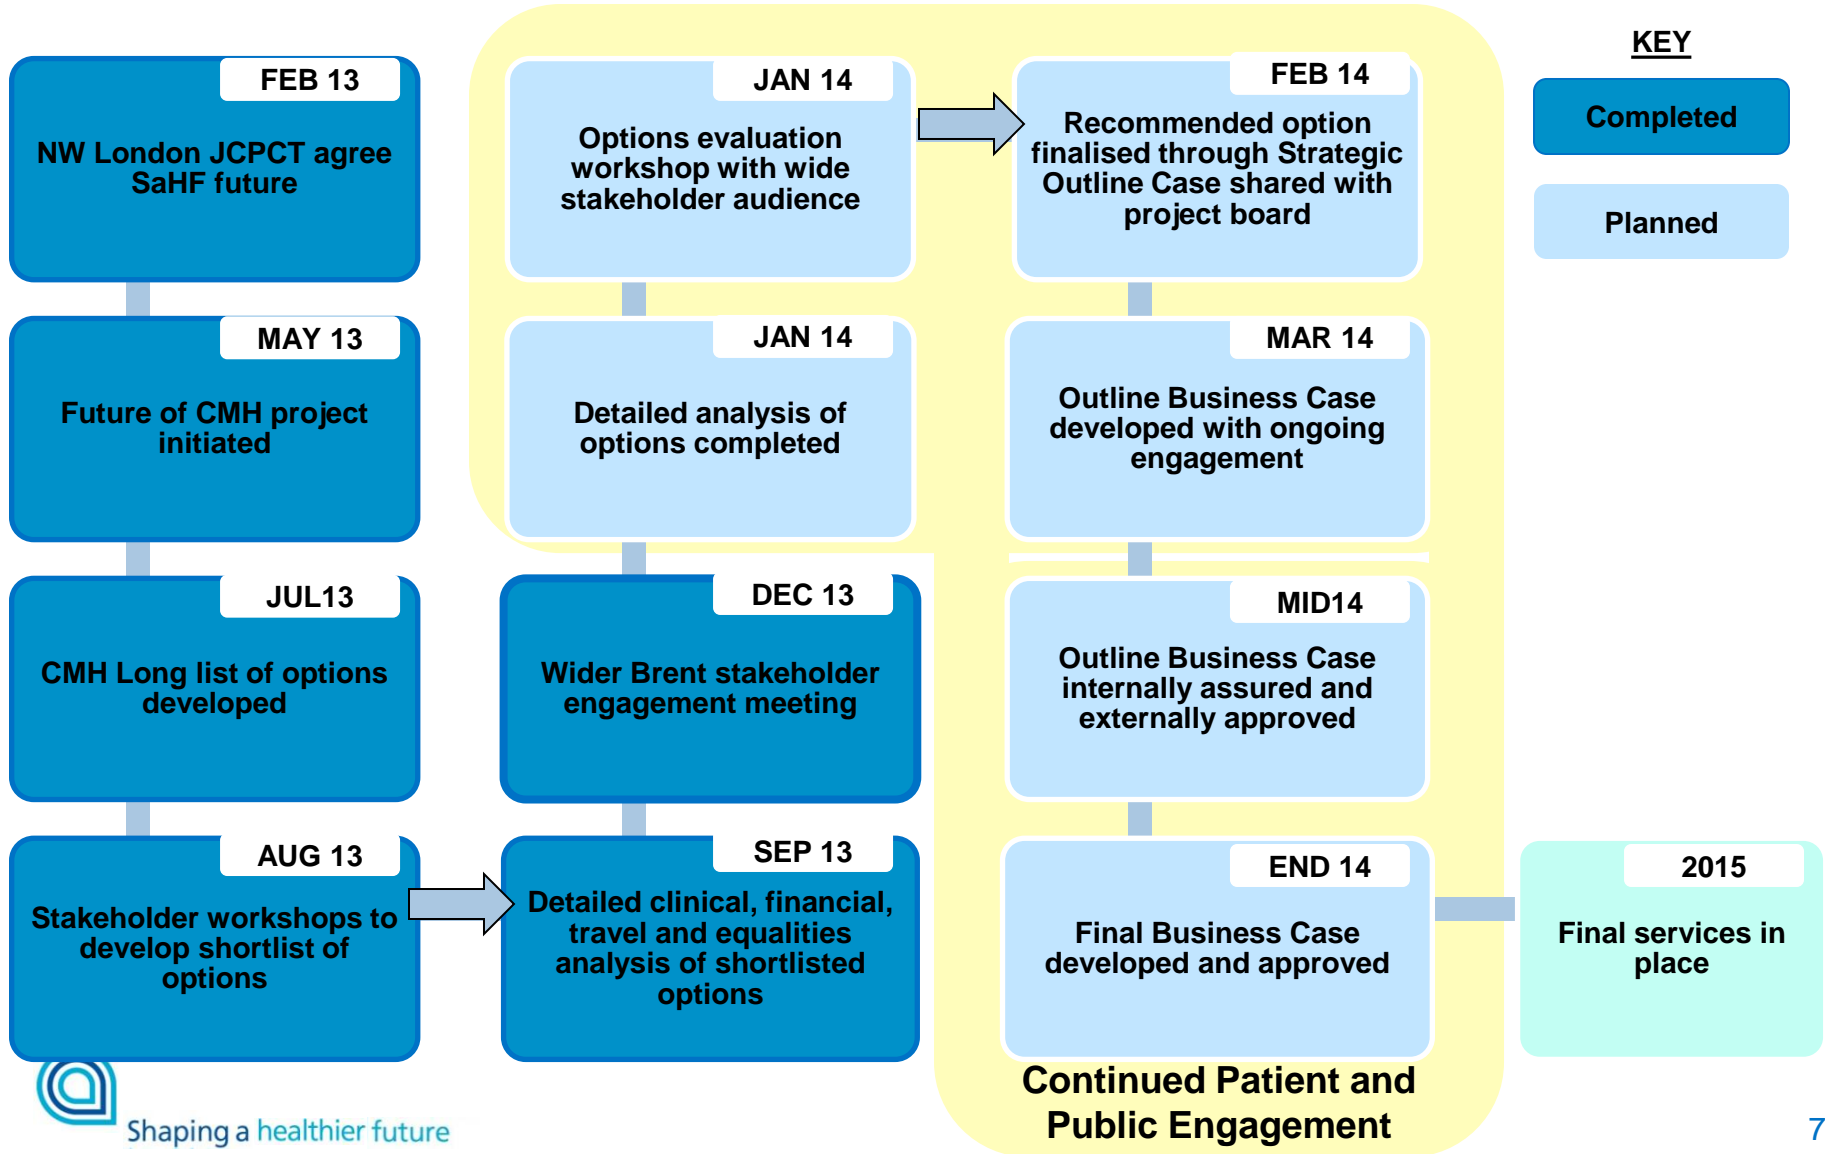 FEB 13
NW London JCPCT agree
SaHF future
MAY 13
Future of CMH project
initiated
JUL13
CMH Long list of options
developed
AUG 13
Stakeholder workshops to
develop shortlist of
options
SEP 13
Detailed clinical, financial,
travel and equalities
analysis of shortlisted
options
DEC 13
Wider Brent stakeholder
engagement meeting
JAN 14
Detailed analysis of
options completed
JAN 14
Options evaluation
workshop with wide
stakeholder audience
FEB 14
Recommended option
finalised through Strategic
Outline Case shared with
project board
MAR 14
Outline Business Case
developed with ongoing
engagement
MID14
Outline Business Case
internally assured and
externally approved
END 14
Final Business Case
developed and approved
2015
Final services in
place
KEY
Completed
Planned
Continued Patient and
Public Engagement
Shaping a healthier future
7